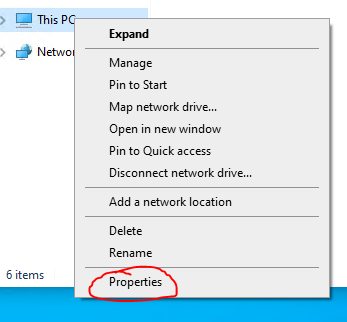 This PC
Expand
Networ
Manage
Pin to Start
Map network drive...
Open in new window
Pin to Quick access
Disconnect network drive...
Add a network location
Delete
Rename
6 items
Properties